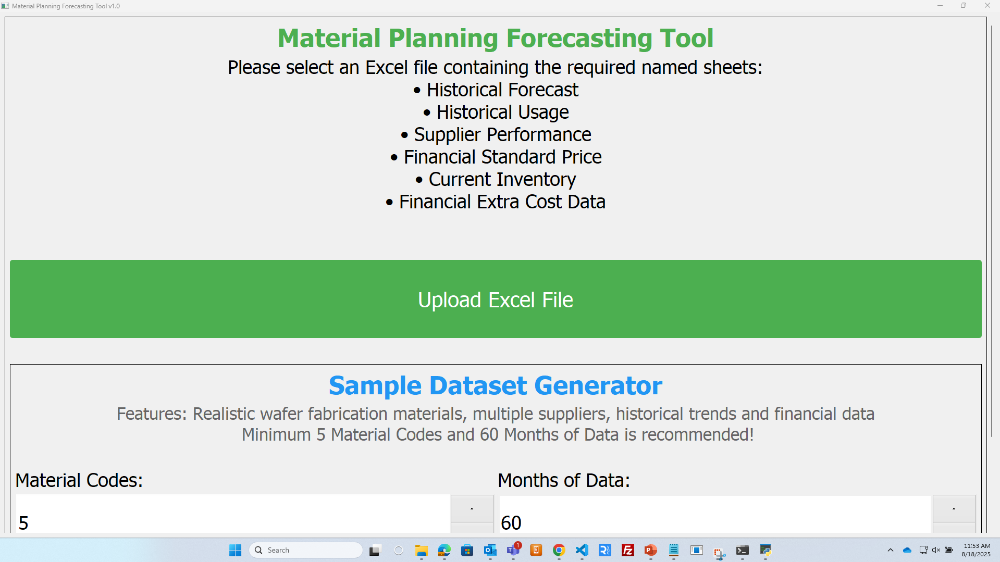 Material Planning Forecasting Tool v1.0
Material Planning Forecasting Tool
Please select an Excel file containing the required named sheets:
• Historical Forecast
• Historical Usage
• Supplier Performance
• Financial Standard Price
• Current Inventory
• Financial Extra Cost Data
Upload Excel File
Sample Dataset Generator
Features: Realistic wafer fabrication materials, multiple suppliers, historical trends and financial data
Minimum 5 Material Codes and 60 Months of Data is recommended!
Material Codes:
Months of Data:
5
60
Search
1
11:53 AM
8/18/2025